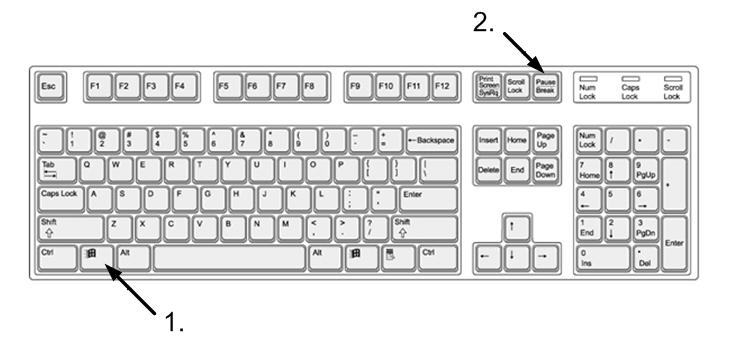 2.
Esc F1 F2 F3 F4 F5 F6 F7 F8 F9 F10 F11 F12 Print Screen SysRq Scroll Lock Pause Break Num Lock Caps Lock Scroll Lock
~ ` ! 1 @ 2 # 3 $ 4 % 5 ^ 6 & 7 * 8 ( 9 ) 0 - + = ←Backspace Insert Home Page Up Num Lock / * -
Tab Q W E R T Y U I O P { [ } ] | \ Delete End Page Down 7 Home 8 ↑ 9 PgUp +
Caps Lock A S D F G H J K L : ; Enter 4 ← 5 6 →
Shift Z X C V B N M < , > . ? / Shift ↑ 1 End 2 ↓ 3 PgDn Enter
Ctrl Alt Alt Ctrl ← ↓ → 0 Ins . Del
1.